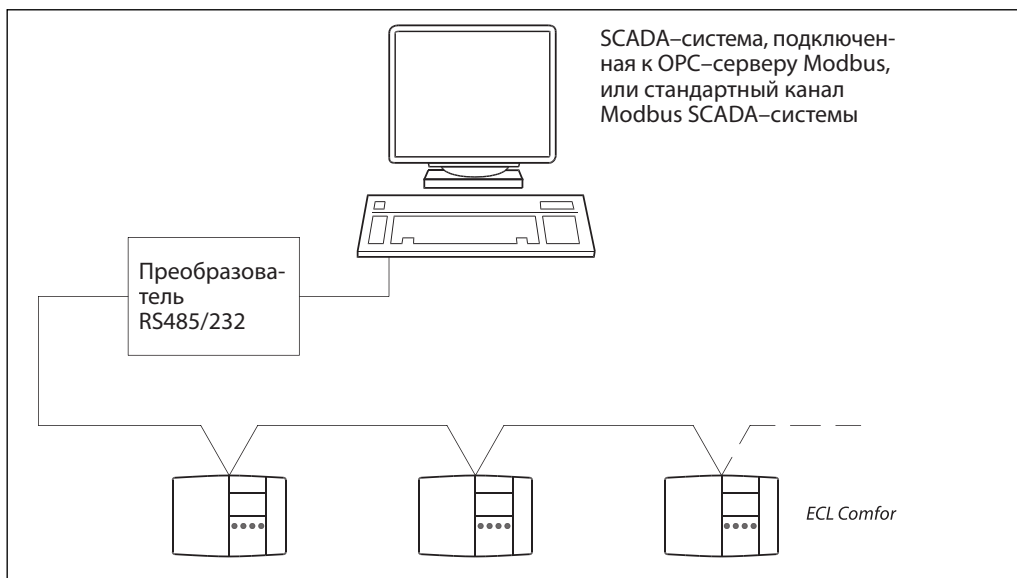 SCADA–система, подключен-
ная к OPC–серверу Modbus,
или стандартный канал
Modbus SCADA–системы
Преобразова-
тель
RS485/232
ECL Comfor